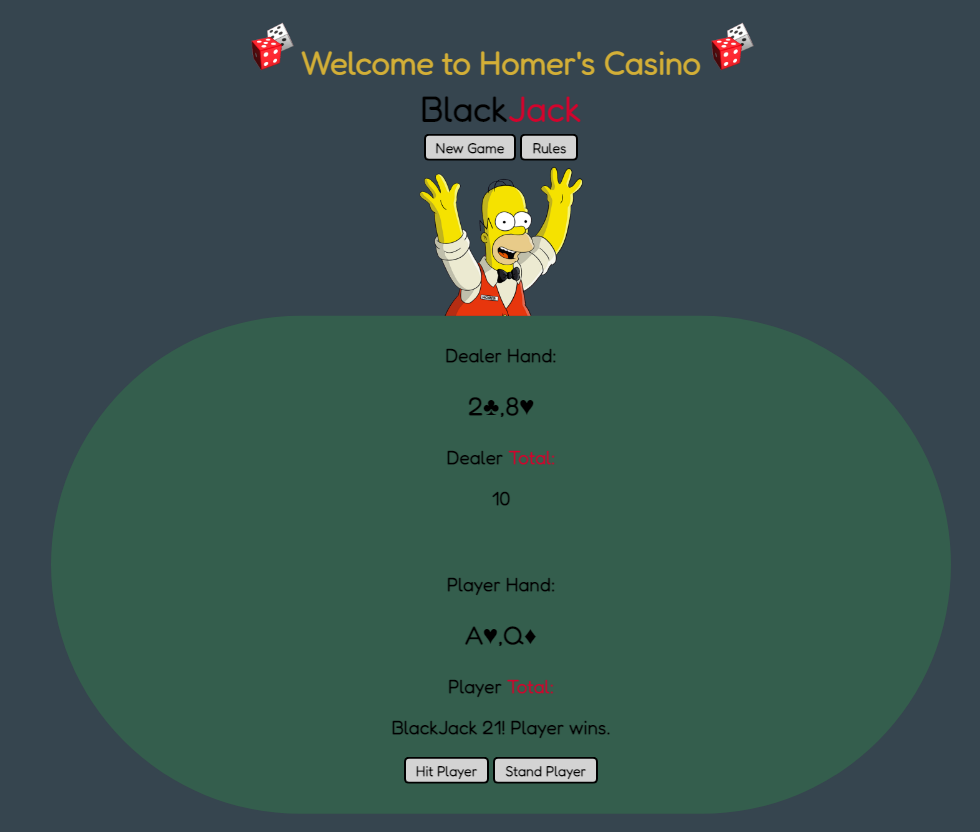 Welcome to Homer's Casino
BlackJack
New Game Rules
Dealer Hand:
2♣,8♥
Dealer Total:
10
Player Hand:
A♥,Q♦
Player Total:
BlackJack 21! Player wins.
Hit Player Stand Player